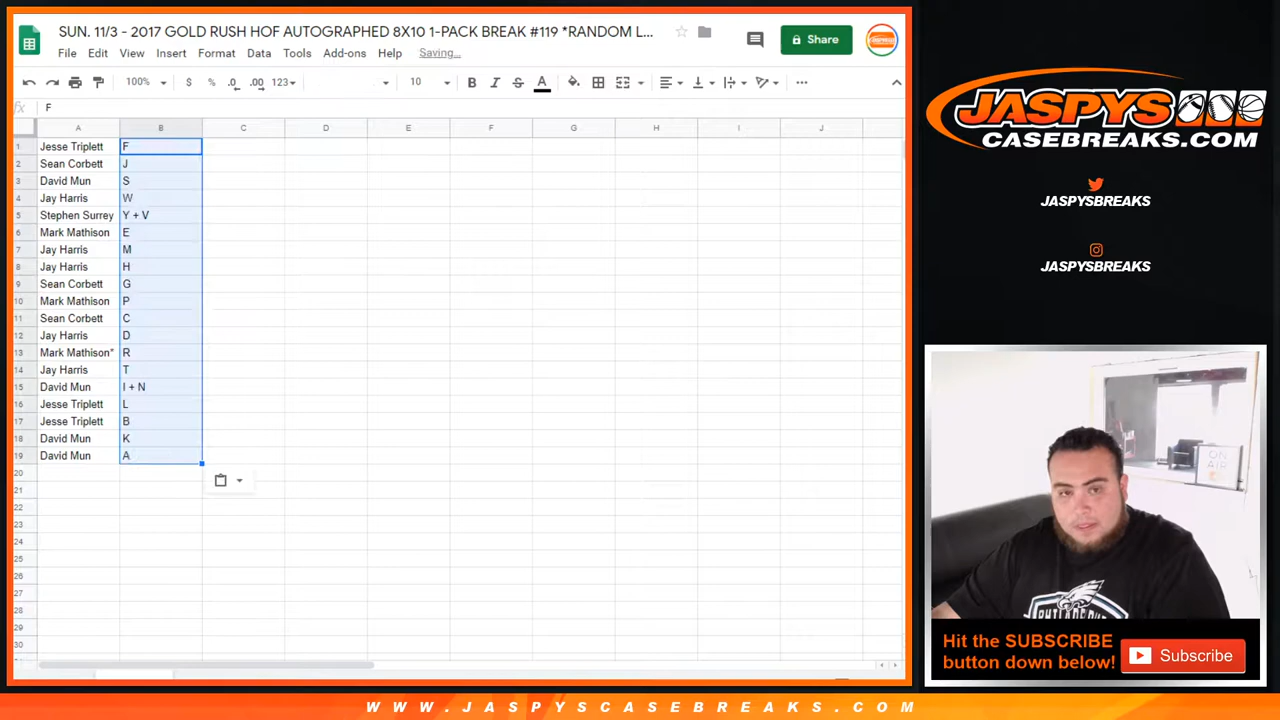 SUN. 11/3 - 2017 GOLD RUSH HOF AUTOGRAPHED 8X10 1-PACK BREAK #119 *RANDOM L...
File Edit View Insert Format Data Tools Add-ons Help Saving...
Share
100% $ % .0 .00 123 10 B I S A
fx F
A B C D E F G H I J
1 Jesse Triplett F
2 Sean Corbett J
3 David Mun S
4 Jay Harris W
5 Stephen Surrey Y + V
6 Mark Mathison E
7 Jay Harris M
8 Jay Harris H
9 Sean Corbett G
10 Mark Mathison P
11 Sean Corbett C
12 Jay Harris D
13 Mark Mathison* R
14 Jay Harris T
15 David Mun I + N
16 Jesse Triplett L
17 Jesse Triplett B
18 David Mun K
19 David Mun A
20
21
22
23
24
25
26
27
28
29
30
JASPYS
CASEBREAKS.COM
JASPYSBREAKS
JASPYSBREAKS
ON
AIR
Hit the SUBSCRIBE
button down below!
Subscribe
WWW.JASPYSCASEBREAKS.COM